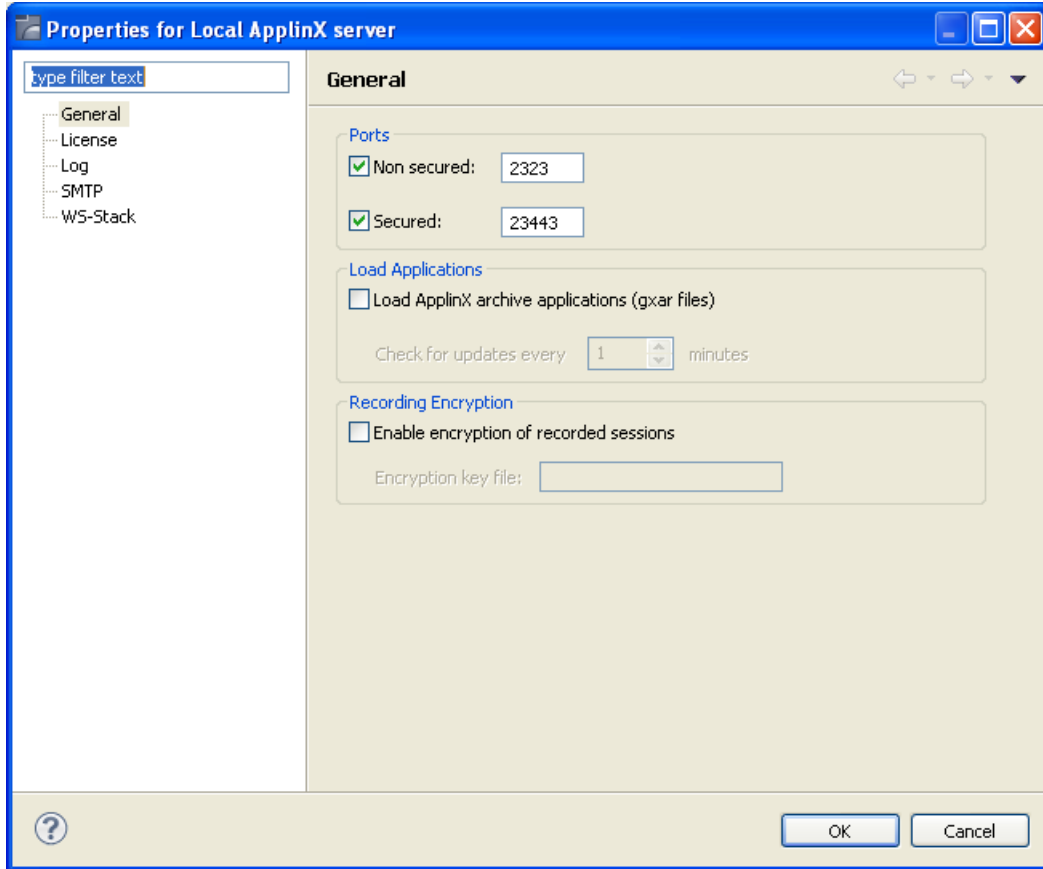 Properties for Local ApplinX server
type filter text
General
License
Log
SMTP
WS-Stack
General
Ports
Non secured: 2323
Secured: 23443
Load Applications
Load ApplinX archive applications (gxar files)
Check for updates every 1 minutes
Recording Encryption
Enable encryption of recorded sessions
Encryption key file:
?
OK Cancel